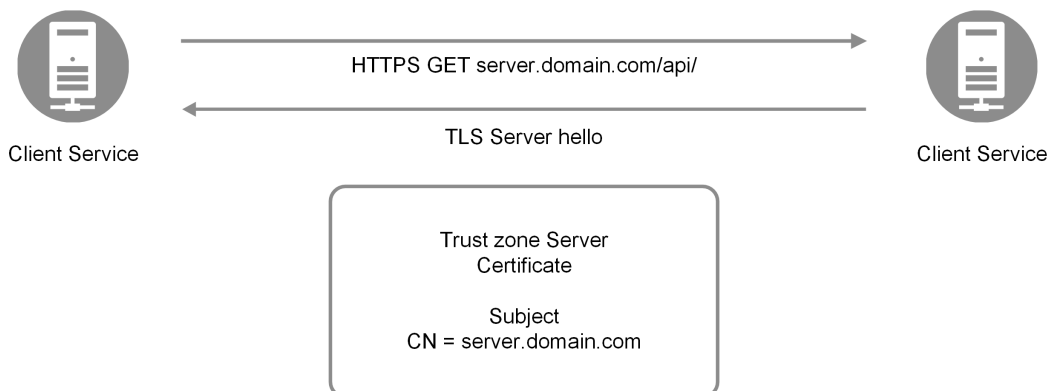 HTTPS GET server.domain.com/api/
TLS Server hello
Client Service
Client Service
Trust zone Server
Certificate
Subject
CN = server.domain.com